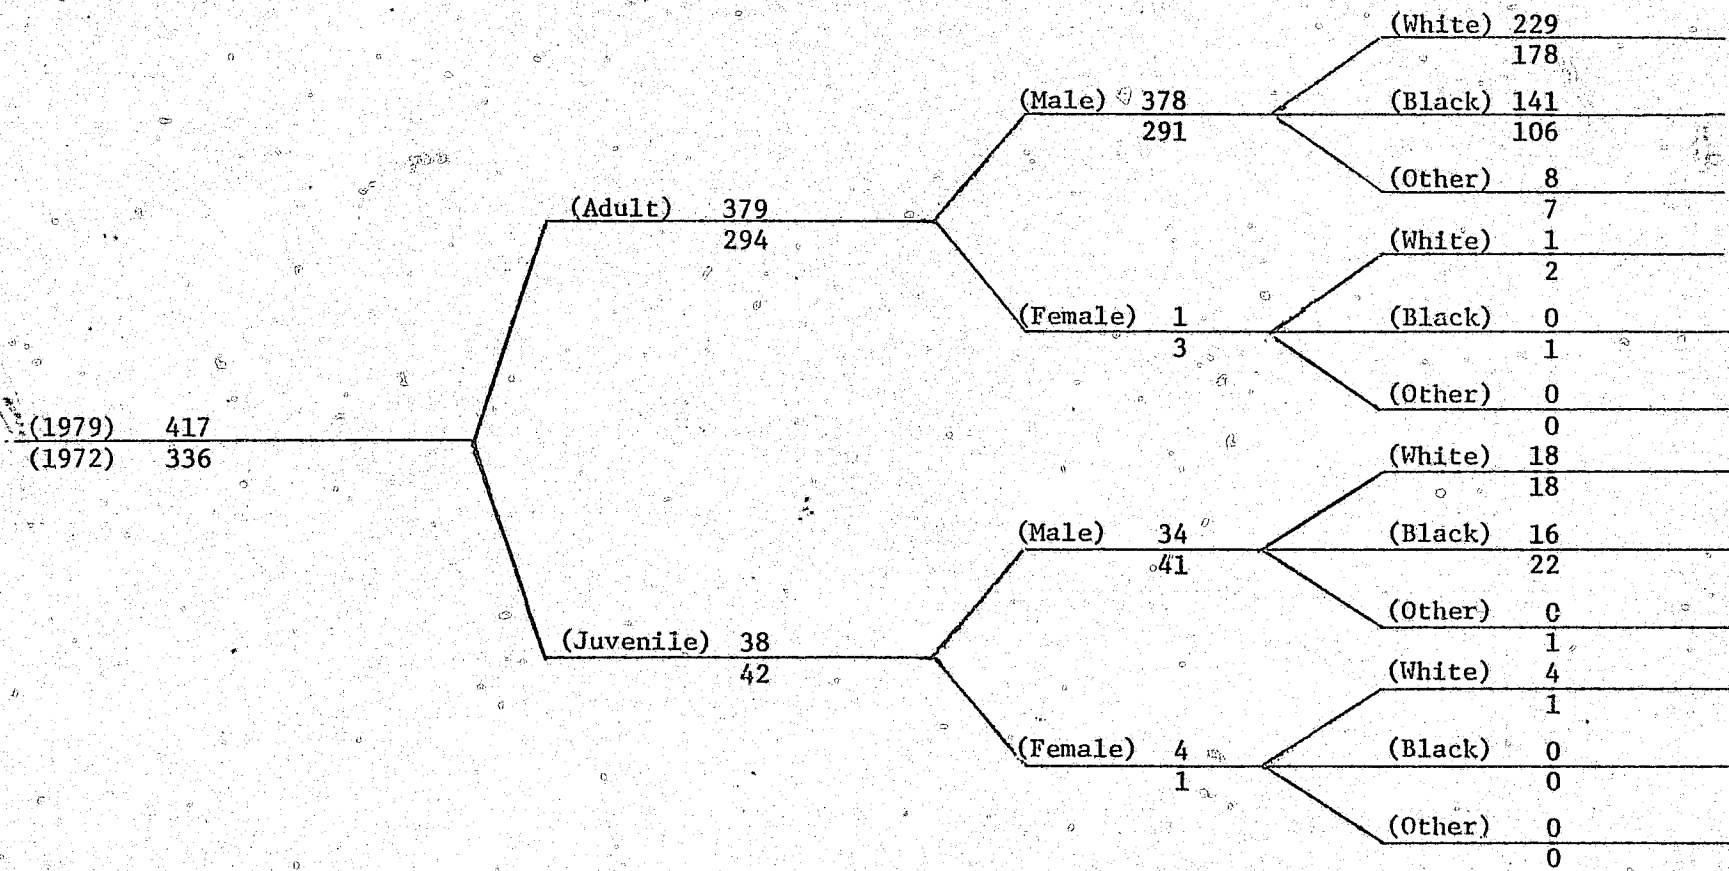 (White) 229
178
(Male) 378
291
(Black) 141
106
(Other) 8
7
(Adult) 379
294
(White) 1
2
(Female) 1
3
(Black) 0
1
(Other) 0
0
(1979) 417
(1972) 336
(White) 18
18
(Male) 34
41
(Black) 16
22
(Other) 0
1
(Juvenile) 38
42
(White) 4
1
(Female) 4
1
(Black) 0
0
(Other) 0
0